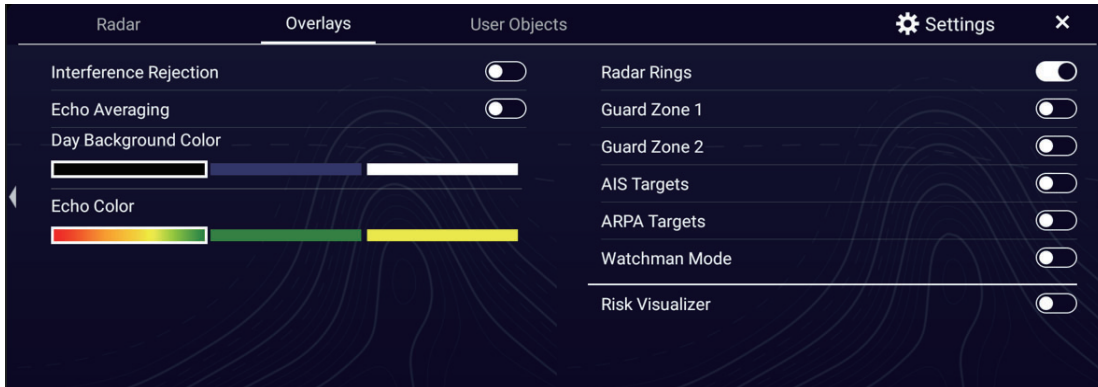 Radar
Overlays
User Objects
Settings
Interference Rejection
Echo Averaging
Day Background Color
Echo Color
Radar Rings
Guard Zone 1
Guard Zone 2
AIS Targets
ARPA Targets
Watchman Mode
Risk Visualizer